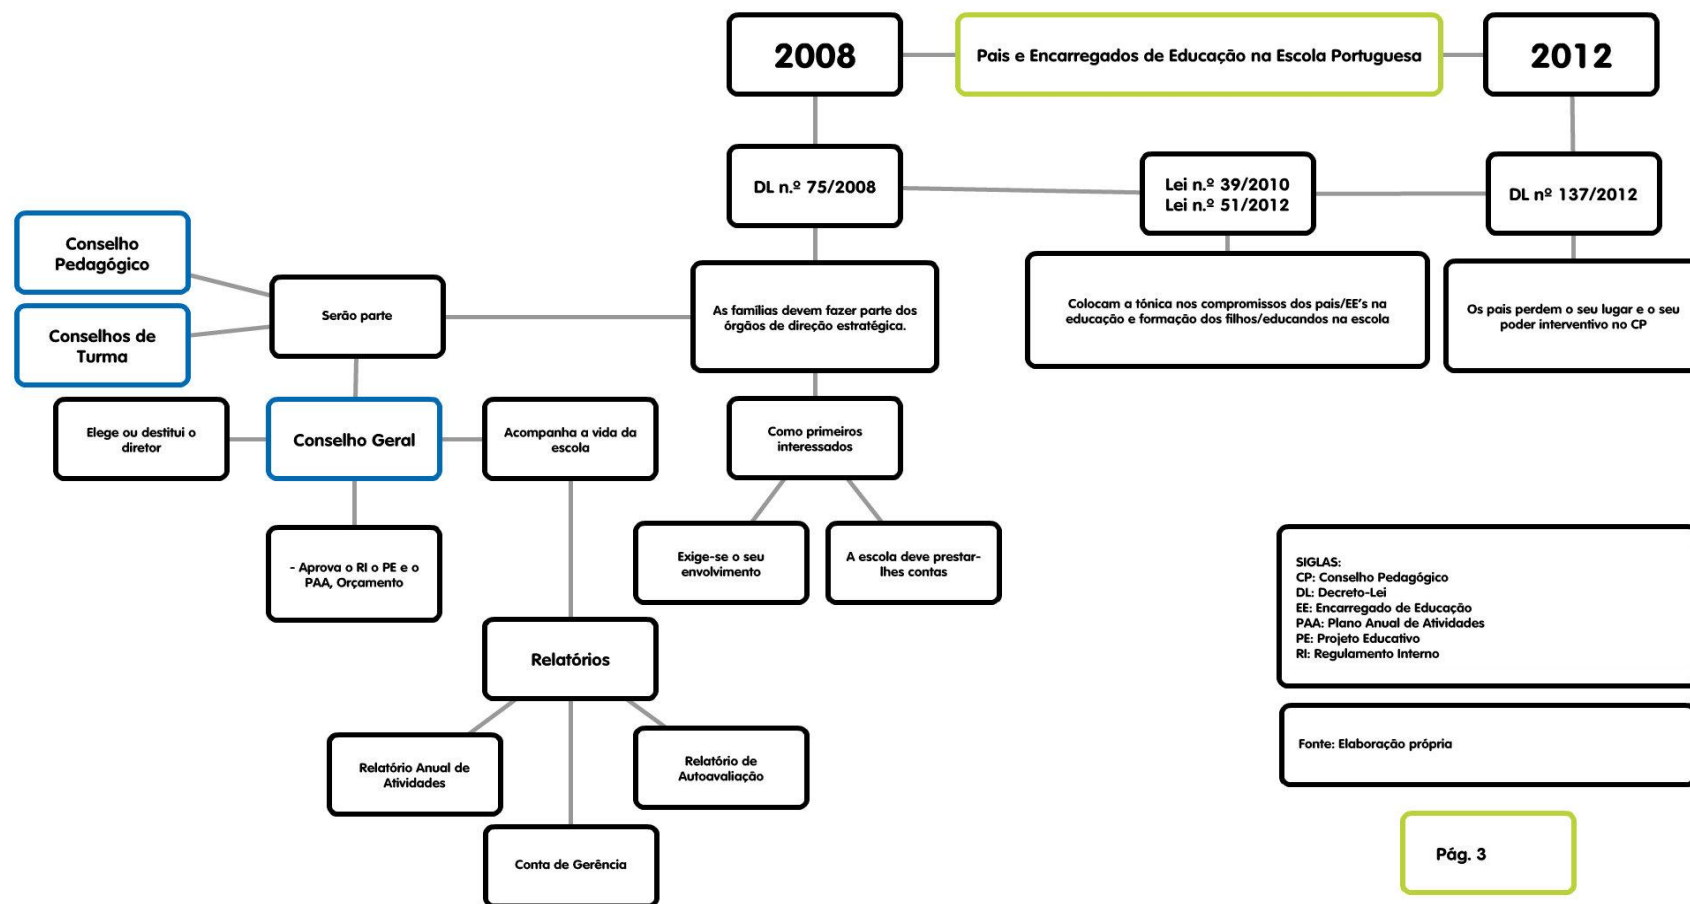 2008
Pais e Encarregados de Educação na Escola Portuguesa
2012
DL n.º 75/2008
Lei n.º 39/2010
Lei n.º 51/2012
DL nº 137/2012
Conselho
Pedagógico
Conselhos de
Turma
Serão parte
As famílias devem fazer parte dos
órgãos de direção estratégica.
Colocam a tónica nos compromissos dos pais/EE's na
educação e formação dos filhos/educandos na escola
Os pais perdem o seu lugar e o seu
poder interventivo no CP
Elege ou destitui o
diretor
Conselho Geral
Acompanha a vida da
escola
Como primeiros
interessados
- Aprova o RI o PE e o
PAA, Orçamento
Exige-se o seu
envolvimento
A escola deve prestar-
lhes contas
SIGLAS:
CP: Conselho Pedagógico
DL: Decreto-Lei
EE: Encarregado de Educação
PAA: Plano Anual de Atividades
PE: Projeto Educativo
RI: Regulamento Interno
Relatórios
Relatório Anual de
Atividades
Relatório de
Autoavaliação
Conta de Gerência
Fonte: Elaboração própria
Pág. 3